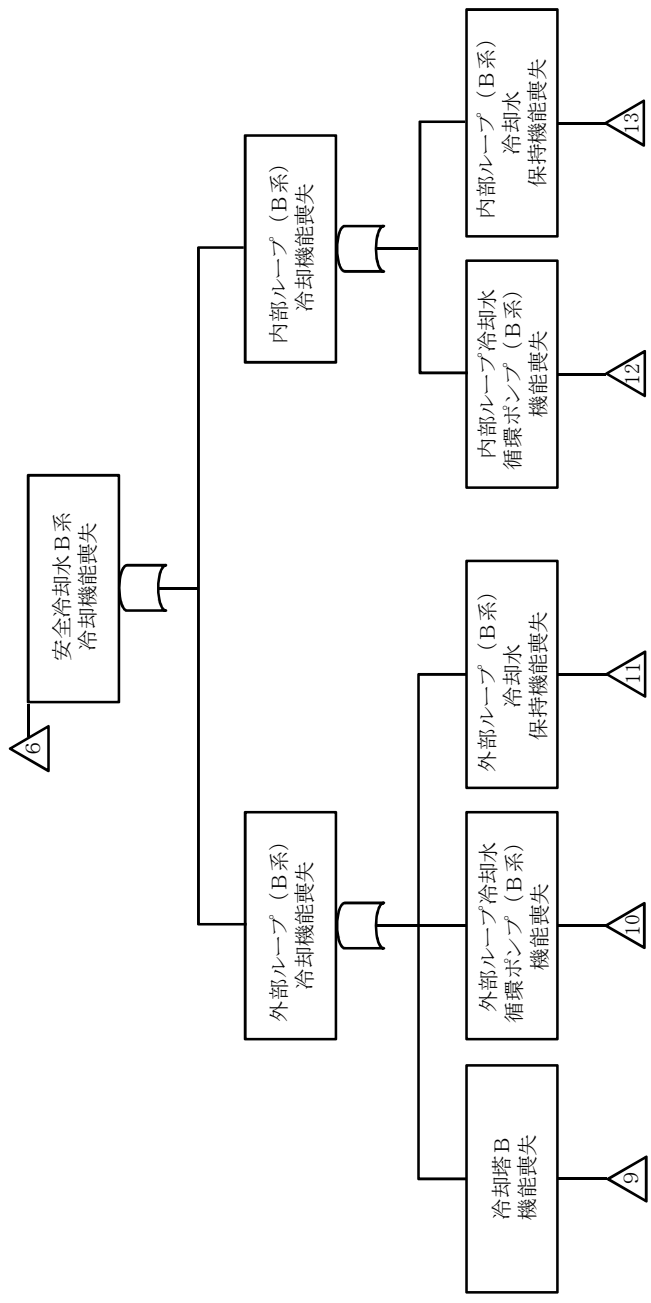 6
安全冷却水B系
冷却機能喪失
外部ループ（B系）
冷却機能喪失
内部ループ（B系）
冷却機能喪失
冷却塔B
機能喪失
外部ループ冷却水
循環ポンプ（B系）
機能喪失
外部ループ（B系）
冷却水
保持機能喪失
内部ループ冷却水
循環ポンプ（B系）
機能喪失
内部ループ（B系）
冷却水
保持機能喪失
9
10
11
12
13